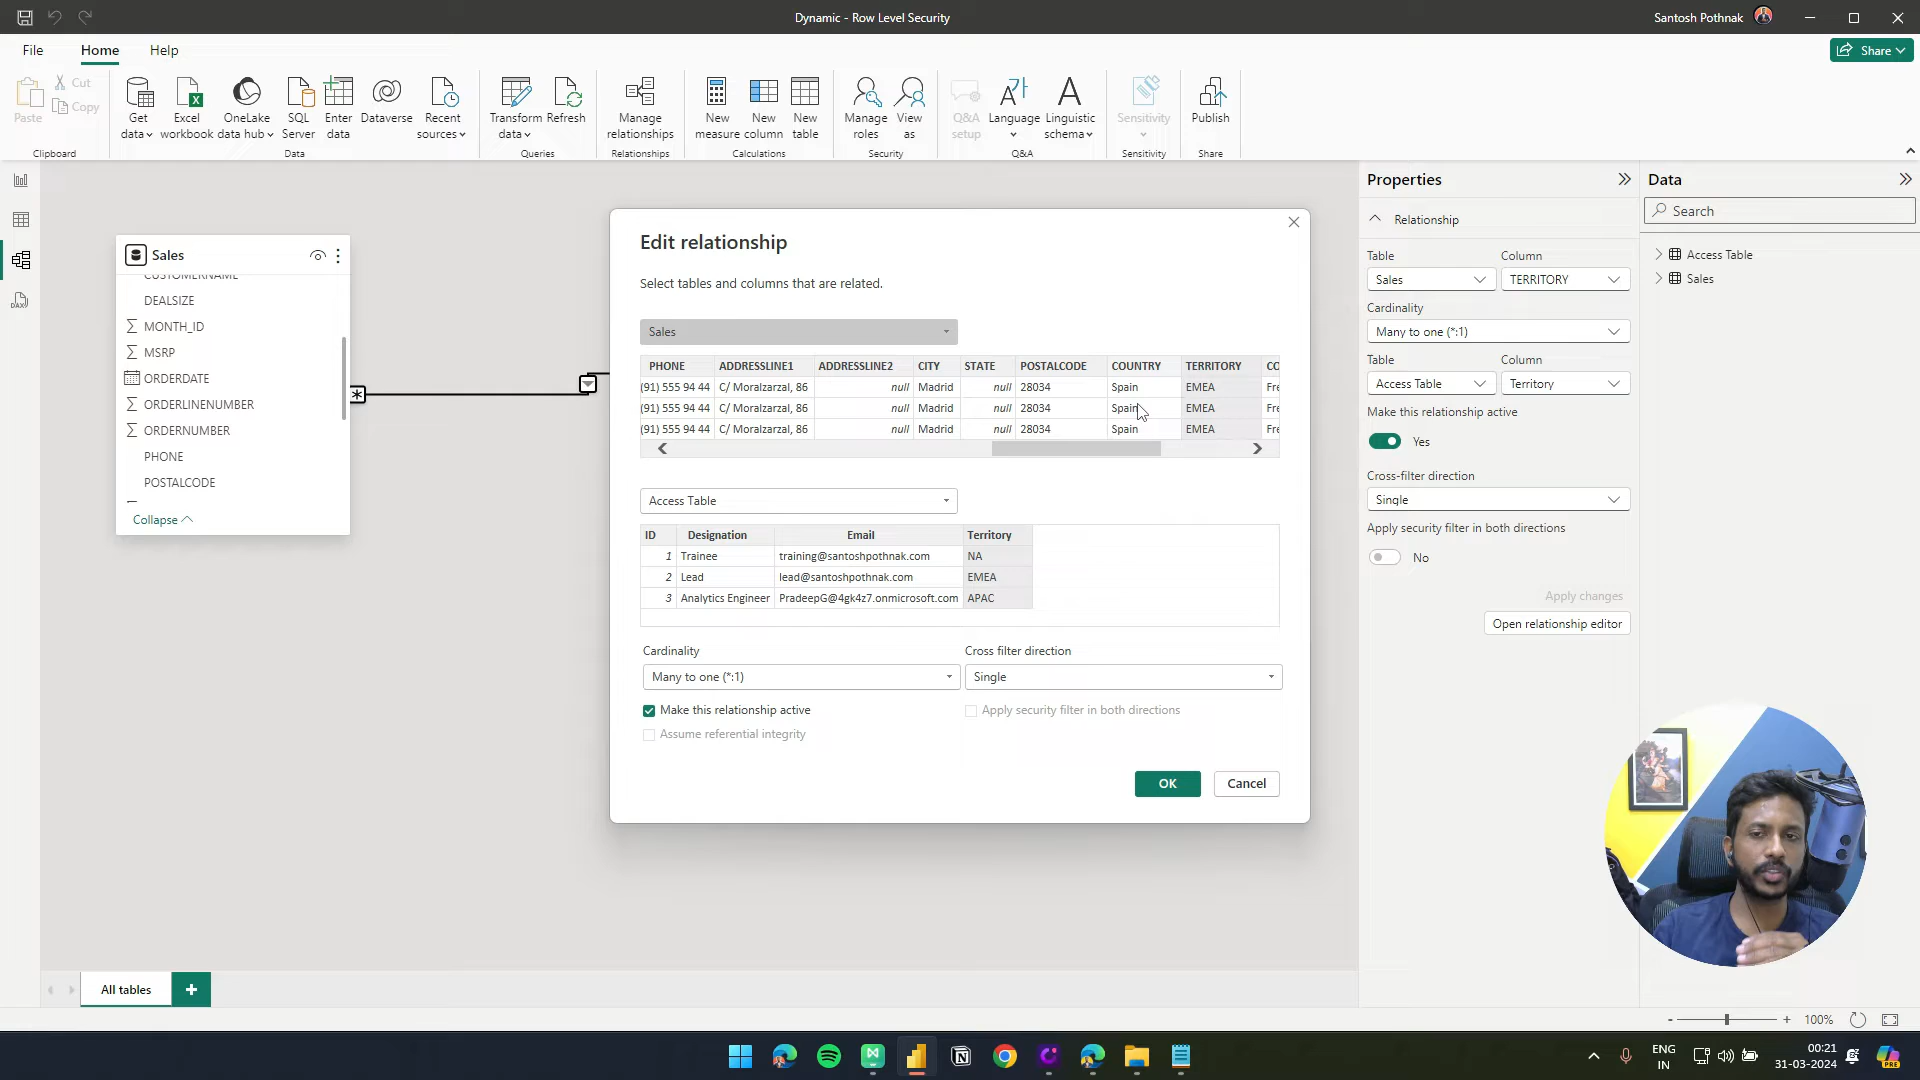 Dynamic - Row Level Security
Santosh Pothnak
File
Home
Help
Share
Paste
Cut
Copy
Clipboard
Get
data
Excel
workbook
OneLake
data hub
SQL
Server
Enter
data
Dataverse
Recent
sources
Data
Transform
data
Refresh
Queries
Manage
relationships
Relationships
New
measure
New
column
New
table
Calculations
Manage
roles
View
as
Security
Q&A
setup
Language
Linguistic
schema
Q&A
Sensitivity
Sensitivity
Publish
Share
Sales
CUSTOMERNAME
DEALSIZE
MONTH_ID
MSRP
ORDERDATE
ORDERLINENUMBER
ORDERNUMBER
PHONE
POSTALCODE
Collapse
Edit relationship
Select tables and columns that are related.
Sales
PHONE ADDRESSLINE1 ADDRESSLINE2 CITY STATE POSTALCODE COUNTRY TERRITORY CO
(91) 555 94 44 C/ Moralzarzal, 86 null Madrid null 28034 Spain EMEA Fre
(91) 555 94 44 C/ Moralzarzal, 86 null Madrid null 28034 Spain EMEA Fre
(91) 555 94 44 C/ Moralzarzal, 86 null Madrid null 28034 Spain EMEA Fre
Access Table
ID Designation Email Territory
1 Trainee training@santoshpothnak.com NA
2 Lead lead@santoshpothnak.com EMEA
3 Analytics Engineer PradeepG@4gk4z7.onmicrosoft.com APAC
Cardinality
Many to one (*:1)
Cross filter direction
Single
Make this relationship active
Apply security filter in both directions
Assume referential integrity
OK
Cancel
Properties
Relationship
Table
Column
Sales
TERRITORY
Cardinality
Many to one (*:1)
Table
Column
Access Table
Territory
Make this relationship active
Yes
Cross-filter direction
Single
Apply security filter in both directions
No
Apply changes
Open relationship editor
Data
Search
Access Table
Sales
All tables
100%
ENG
IN
00:21
31-03-2024